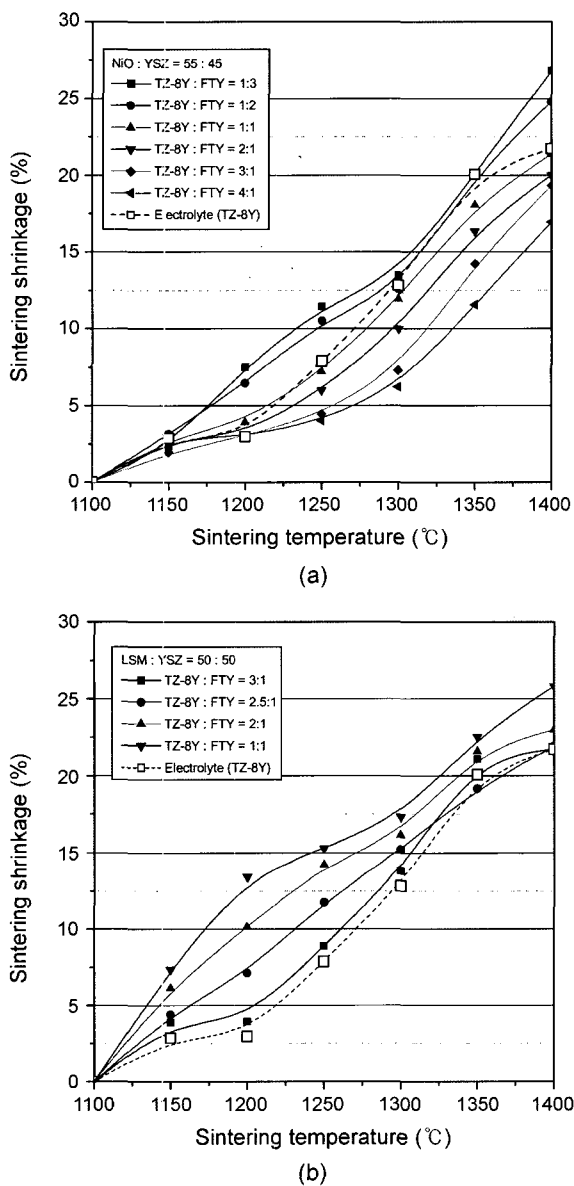 30
25
20
15
10
5
0
Sintering shrinkage (%)
NiO : YSZ = 55 : 45
TZ-8Y : FTY = 1:3
TZ-8Y : FTY = 1:2
TZ-8Y : FTY = 1:1
TZ-8Y : FTY = 2:1
TZ-8Y : FTY = 3:1
TZ-8Y : FTY = 4:1
Electrolyte (TZ-8Y)
1100 1150 1200 1250 1300 1350 1400
Sintering temperature (℃)
(a)
30
25
20
15
10
5
0
Sintering shrinkage (%)
LSM : YSZ = 50 : 50
TZ-8Y : FTY = 3:1
TZ-8Y : FTY = 2.5:1
TZ-8Y : FTY = 2:1
TZ-8Y : FTY = 1:1
Electrolyte (TZ-8Y)
1100 1150 1200 1250 1300 1350 1400
Sintering temperature (℃)
(b)